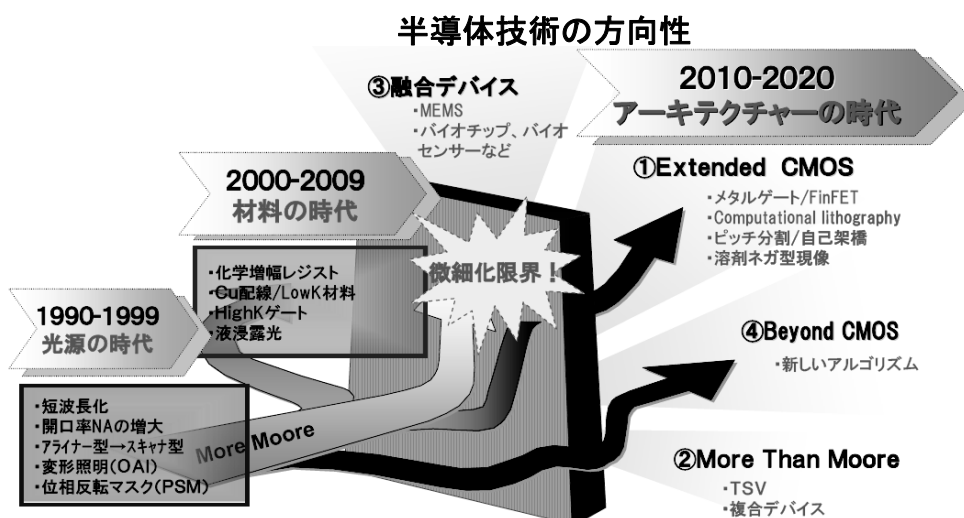 半導体技術の方向性
③融合デバイス
・MEMS
・バイオチップ、バイオ
センサーなど
2010-2020
アーキテクチャーの時代
2000-2009
材料の時代
・化学増幅レジスト
・Cu配線/LowK材料
・HighKゲート
・液浸露光
微細化限界！
①Extended CMOS
・メタルゲート/FinFET
・Computational lithography
・ピッチ分割/自己架橋
・溶剤ネガ型現像
1990-1999
光源の時代
・短波長化
・開口率NAの増大
・アライナー型→スキャナ型
・変形照明(OAI)
・位相反転マスク(PSM)
More Moore
④Beyond CMOS
・新しいアルゴリズム
②More Than Moore
・TSV
・複合デバイス